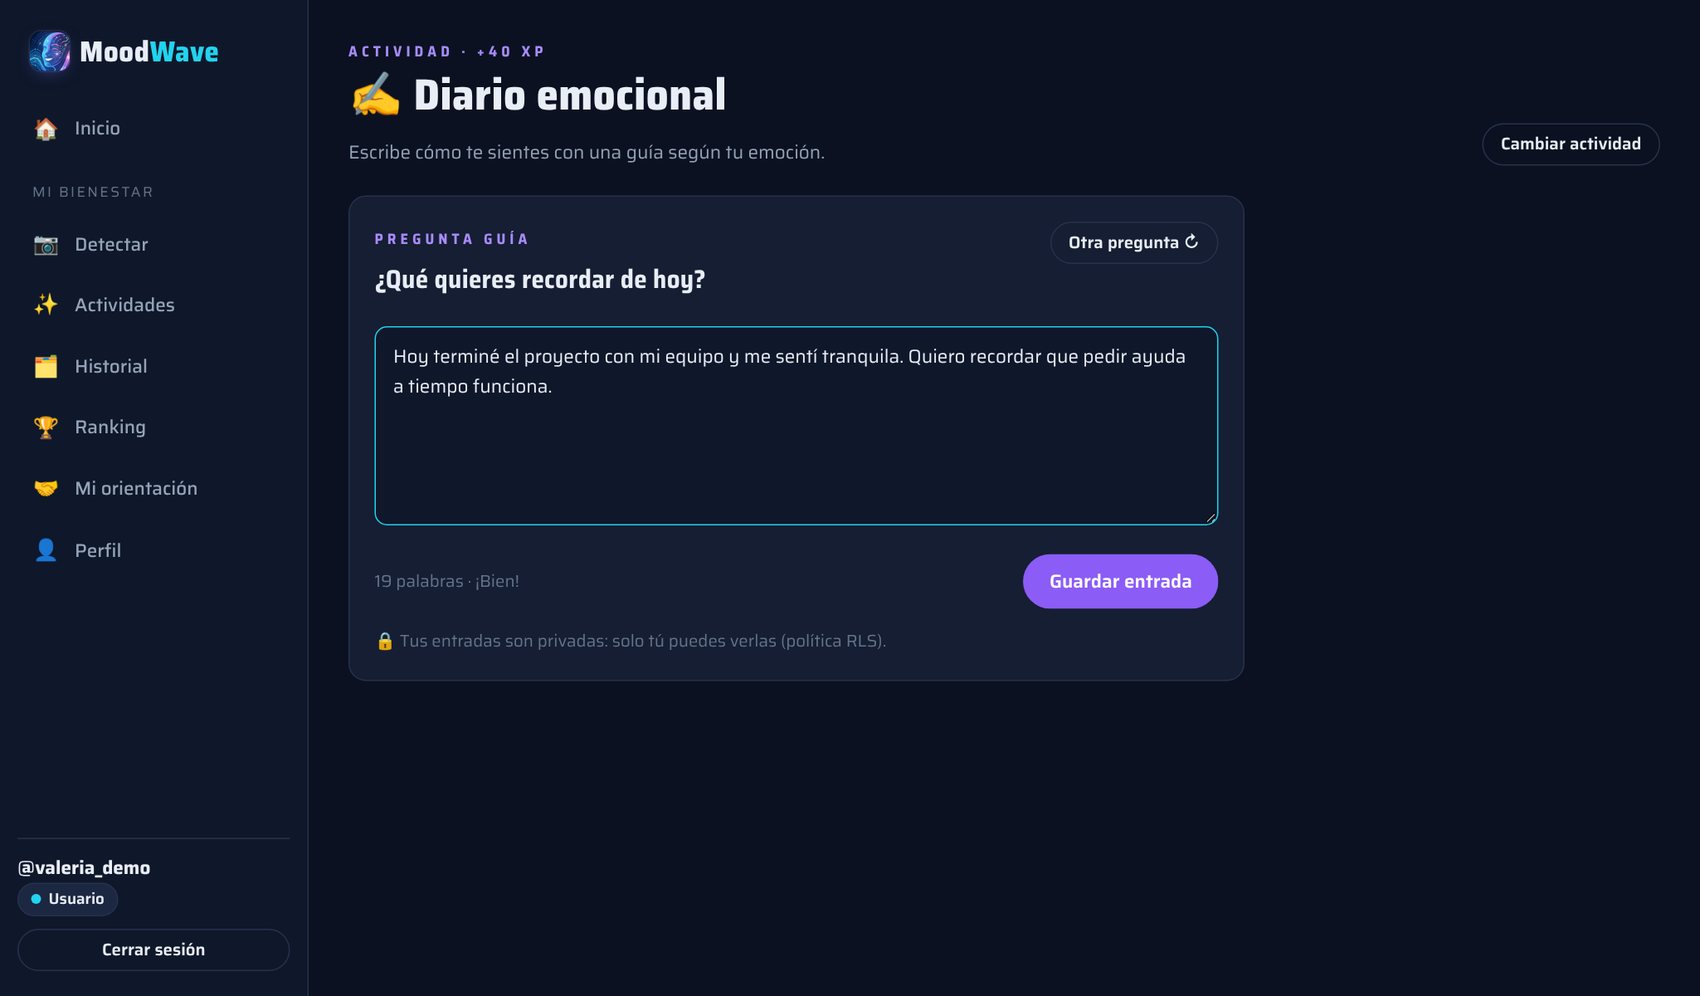 MoodWave
Inicio
MI BIENESTAR
Detectar
Actividades
Historial
Ranking
Mi orientación
Perfil
@valeria_demo
Usuario
Cerrar sesión
ACTIVIDAD · +40 XP
Diario emocional
Escribe cómo te sientes con una guía según tu emoción.
Cambiar actividad
PREGUNTA GUÍA
Otra pregunta ↻
¿Qué quieres recordar de hoy?
Hoy terminé el proyecto con mi equipo y me sentí tranquila. Quiero recordar que pedir ayuda
a tiempo funciona.
19 palabras · ¡Bien!
Guardar entrada
Tus entradas son privadas: solo tú puedes verlas (política RLS).